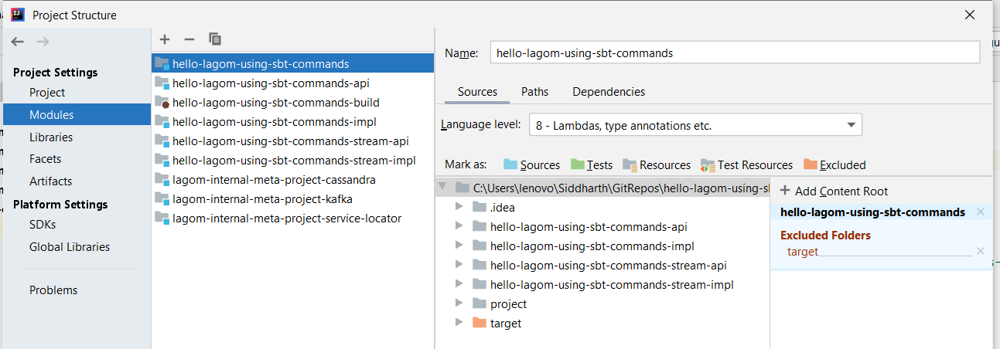 Project Structure
Project Settings
Project
Modules
Libraries
Facets
Artifacts
Platform Settings
SDKs
Global Libraries
Problems
hello-lagom-using-sbt-commands
hello-lagom-using-sbt-commands-api
hello-lagom-using-sbt-commands-build
hello-lagom-using-sbt-commands-impl
hello-lagom-using-sbt-commands-stream-api
hello-lagom-using-sbt-commands-stream-impl
lagom-internal-meta-project-cassandra
lagom-internal-meta-project-kafka
lagom-internal-meta-project-service-locator
Name: hello-lagom-using-sbt-commands
Sources Paths Dependencies
Language level: 8 - Lambdas, type annotations etc.
Mark as: Sources Tests Resources Test Resources Excluded
C:\Users\lenovo\Siddharth\GitRepos\hello-lagom-using-s
.idea
hello-lagom-using-sbt-commands-api
hello-lagom-using-sbt-commands-impl
hello-lagom-using-sbt-commands-stream-api
hello-lagom-using-sbt-commands-stream-impl
project
target
+ Add Content Root
hello-lagom-using-sbt-commands
Excluded Folders
target